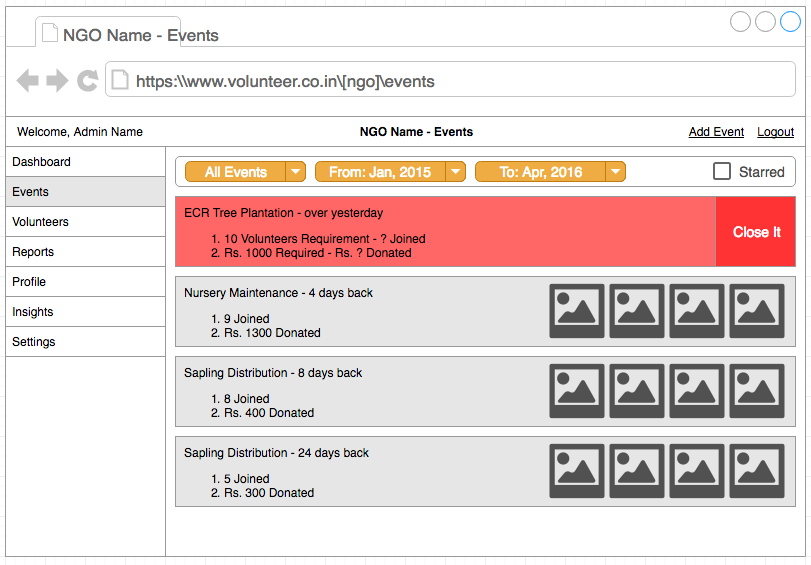 NGO Name - Events
https:\\www.volunteer.co.in\[ngo]\events
Welcome, Admin Name
NGO Name - Events
Add Event
Logout
Dashboard
Events
Volunteers
Reports
Profile
Insights
Settings
All Events
From: Jan, 2015
To: Apr, 2016
Starred
ECR Tree Plantation - over yesterday
1. 10 Volunteers Requirement - ? Joined
2. Rs. 1000 Required - Rs. ? Donated
Close It
Nursery Maintenance - 4 days back
1. 9 Joined
2. Rs. 1300 Donated
Sapling Distribution - 8 days back
1. 8 Joined
2. Rs. 400 Donated
Sapling Distribution - 24 days back
1. 5 Joined
2. Rs. 300 Donated